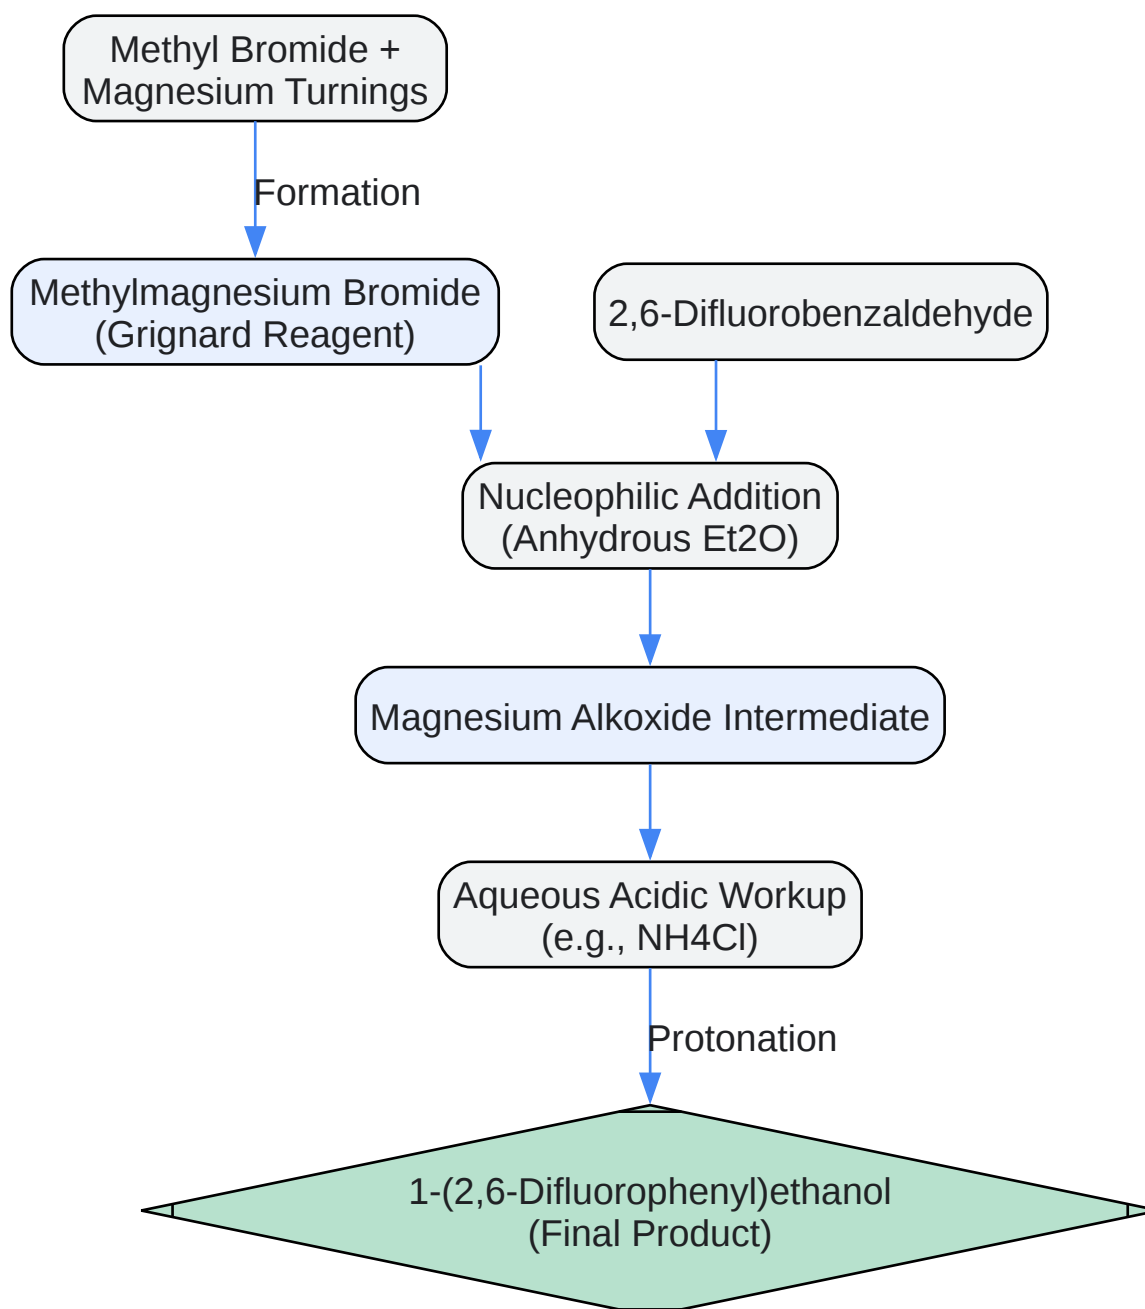 Methyl Bromide +
Magnesium Turnings
Formation
Methylmagnesium Bromide
(Grignard Reagent)
2,6-Difluorobenzaldehyde
Nucleophilic Addition
(Anhydrous Et2O)
Magnesium Alkoxide Intermediate
Aqueous Acidic Workup
(e.g., NH4Cl)
Protonation
1-(2,6-Difluorophenyl)ethanol
(Final Product)